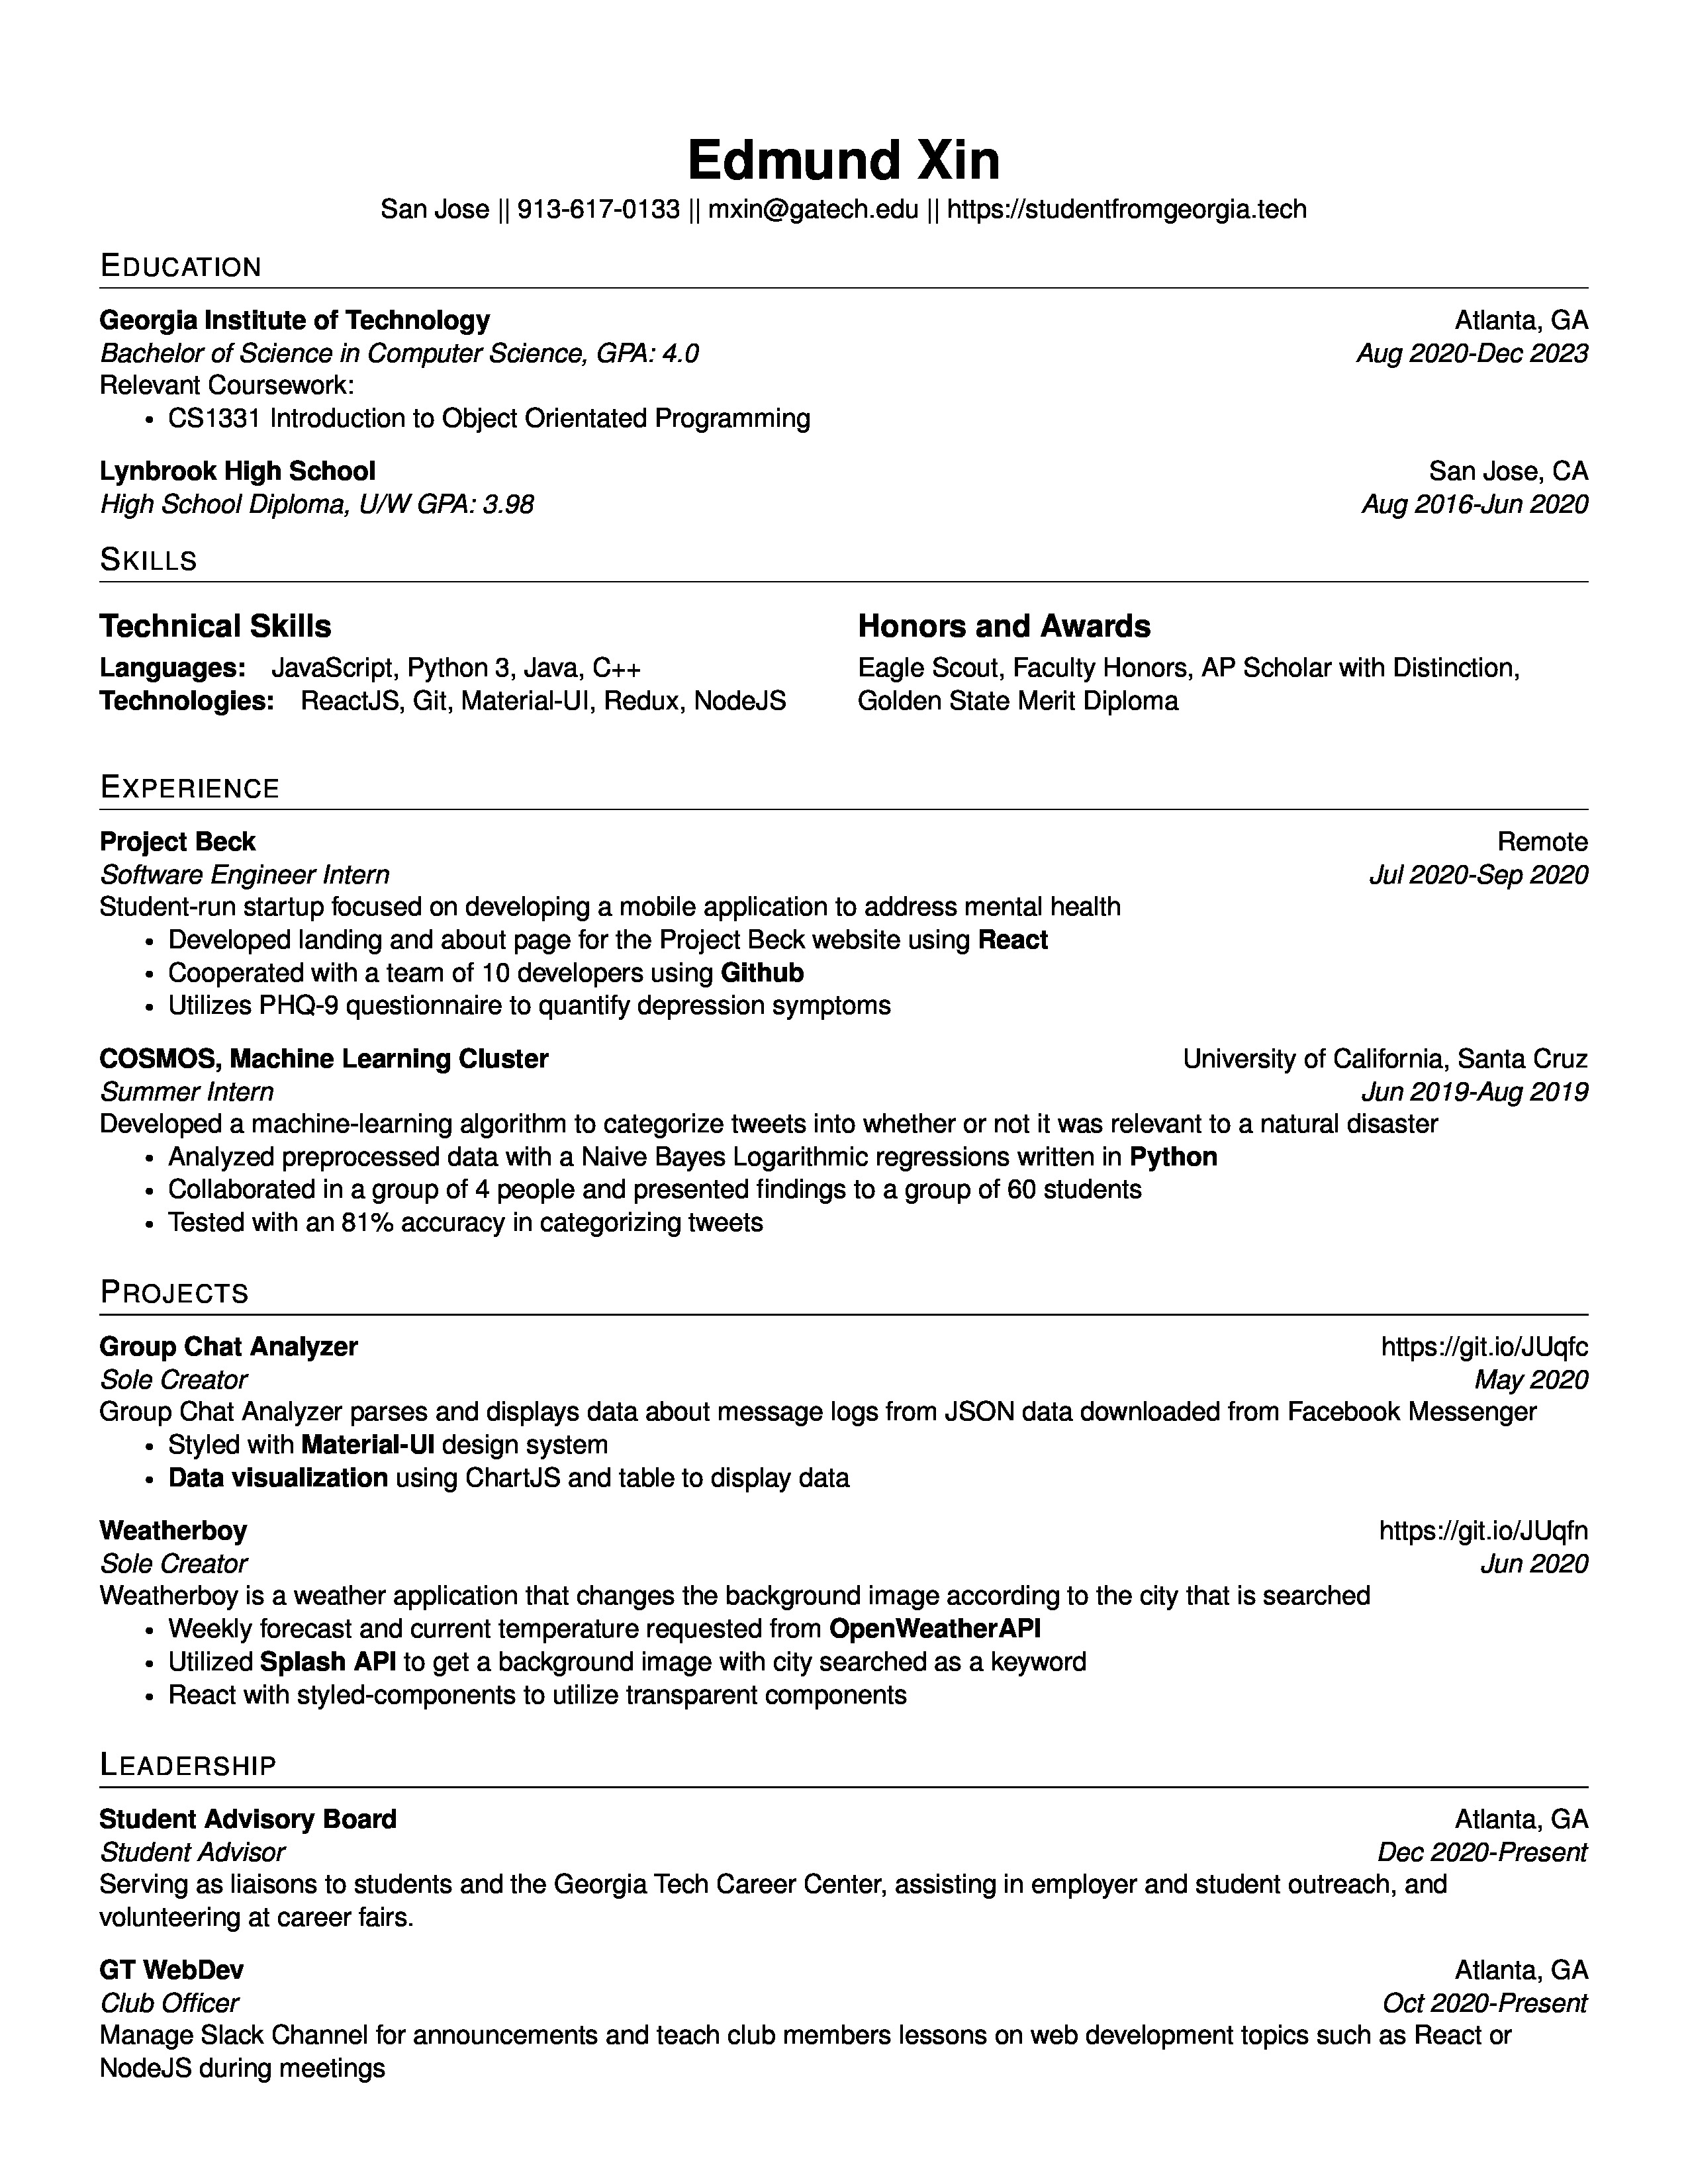 Edmund Xin
San Jose || 913-617-0133 || mxin@gatech.edu || https://studentfromgeorgia.tech
EDUCATION
Georgia Institute of Technology Atlanta, GA
Bachelor of Science in Computer Science, GPA: 4.0 Aug 2020-Dec 2023
Relevant Coursework:
• CS1331 Introduction to Object Orientated Programming
Lynbrook High School San Jose, CA
High School Diploma, U/W GPA: 3.98 Aug 2016-Jun 2020
SKILLS
Technical Skills
Languages: JavaScript, Python 3, Java, C++
Technologies: ReactJS, Git, Material-UI, Redux, NodeJS
Honors and Awards
Eagle Scout, Faculty Honors, AP Scholar with Distinction,
Golden State Merit Diploma
EXPERIENCE
Project Beck Remote
Software Engineer Intern Jul 2020-Sep 2020
Student-run startup focused on developing a mobile application to address mental health
• Developed landing and about page for the Project Beck website using React
• Cooperated with a team of 10 developers using Github
• Utilizes PHQ-9 questionnaire to quantify depression symptoms
COSMOS, Machine Learning Cluster University of California, Santa Cruz
Summer Intern Jun 2019-Aug 2019
Developed a machine-learning algorithm to categorize tweets into whether or not it was relevant to a natural disaster
• Analyzed preprocessed data with a Naive Bayes Logarithmic regressions written in Python
• Collaborated in a group of 4 people and presented findings to a group of 60 students
• Tested with an 81% accuracy in categorizing tweets
PROJECTS
Group Chat Analyzer https://git.io/JUqfc
Sole Creator May 2020
Group Chat Analyzer parses and displays data about message logs from JSON data downloaded from Facebook Messenger
• Styled with Material-UI design system
• Data visualization using ChartJS and table to display data
Weatherboy https://git.io/JUqfn
Sole Creator Jun 2020
Weatherboy is a weather application that changes the background image according to the city that is searched
• Weekly forecast and current temperature requested from OpenWeatherAPI
• Utilized Splash API to get a background image with city searched as a keyword
• React with styled-components to utilize transparent components
LEADERSHIP
Student Advisory Board Atlanta, GA
Student Advisor Dec 2020-Present
Serving as liaisons to students and the Georgia Tech Career Center, assisting in employer and student outreach, and
volunteering at career fairs.
GT WebDev Atlanta, GA
Club Officer Oct 2020-Present
Manage Slack Channel for announcements and teach club members lessons on web development topics such as React or
NodeJS during meetings